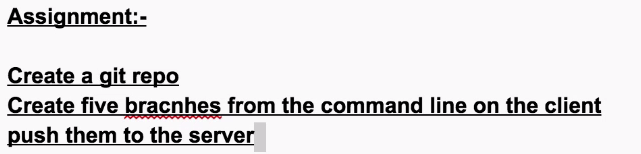 Assignment:-
Create a git repo
Create five bracnhes from the command line on the client
push them to the server